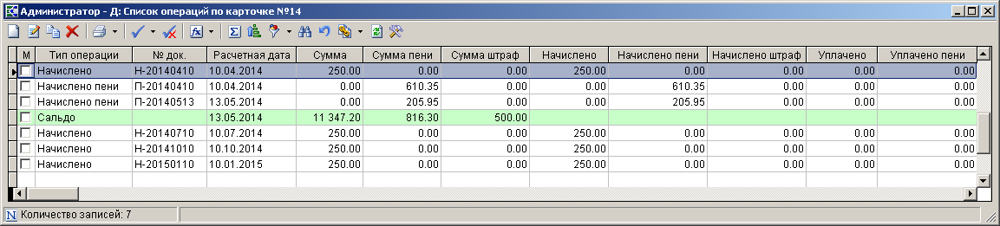 Администратор - Д: Список операций по карточке №14
М Тип операции № док. Расчетная дата Сумма Сумма пени Сумма штраф Начислено Начислено пени Начислено штраф Уплачено Уплачено пени
Начислено Н-20140410 10.04.2014 250.00 0.00 0.00 250.00 0.00 0.00 0.00 0.00
Начислено пени П-20140410 10.04.2014 0.00 610.35 0.00 0.00 610.35 0.00 0.00 0.00
Начислено пени П-20140513 13.05.2014 0.00 205.95 0.00 0.00 205.95 0.00 0.00 0.00
Сальдо 13.05.2014 11 347.20 816.30 500.00
Начислено Н-20140710 10.07.2014 250.00 0.00 0.00 250.00 0.00 0.00 0.00 0.00
Начислено Н-20141010 10.10.2014 250.00 0.00 0.00 250.00 0.00 0.00 0.00 0.00
Начислено Н-20150110 10.01.2015 250.00 0.00 0.00 250.00 0.00 0.00 0.00 0.00
N Количество записей: 7